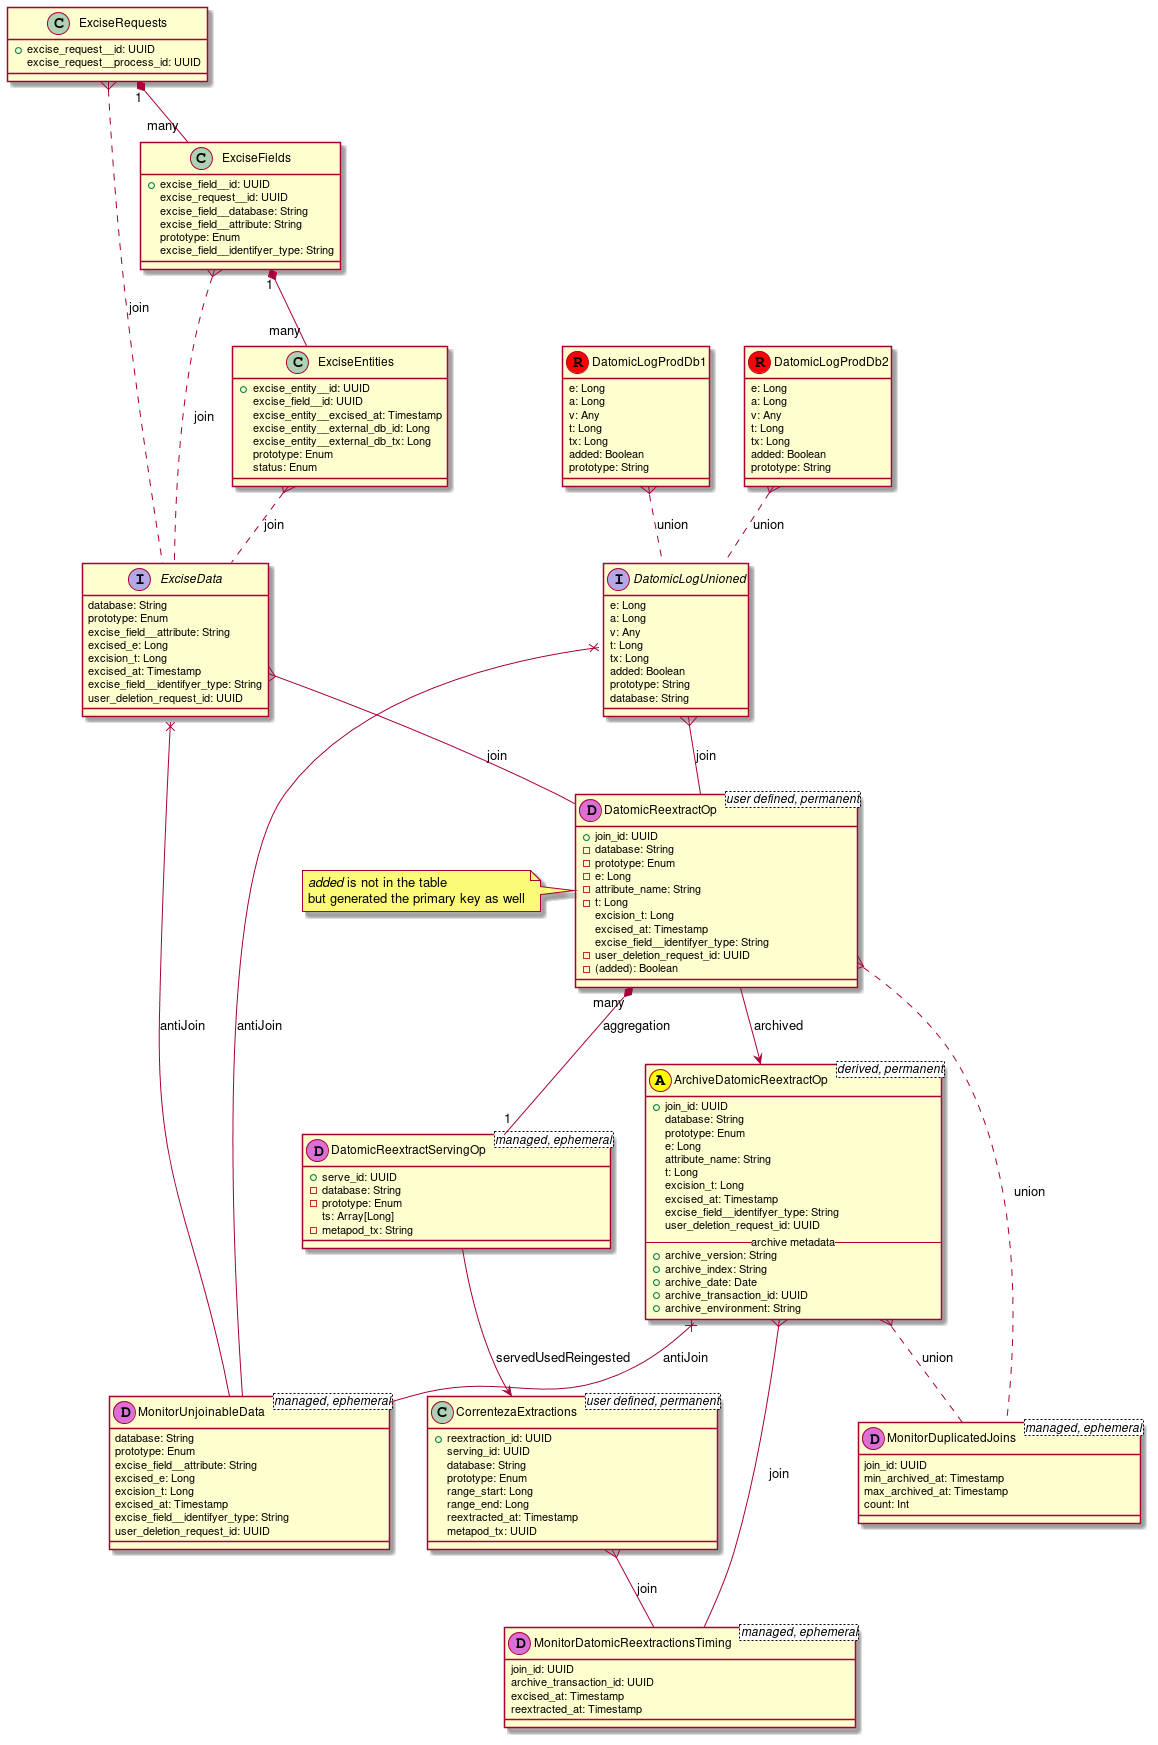 C ExciseRequests
excise_request__id: UUID
excise_request__process_id: UUID
1
many
C ExciseFields
excise_field__id: UUID
excise_request__id: UUID
excise_field__database: String
excise_field__attribute: String
prototype: Enum
excise_field__identifyer_type: String
join
1
many
join
C ExciseEntities
excise_entity__id: UUID
excise_field__id: UUID
excise_entity__excised_at: Timestamp
excise_entity__external_db_id: Long
excise_entity__external_db_tx: Long
prototype: Enum
status: Enum
R DatomicLogProdDb1
e: Long
a: Long
v: Any
t: Long
tx: Long
added: Boolean
prototype: String
R DatomicLogProdDb2
e: Long
a: Long
v: Any
t: Long
tx: Long
added: Boolean
prototype: String
join
union
union
I ExciseData
database: String
prototype: Enum
excise_field__attribute: String
excised_e: Long
excision_t: Long
excised_at: Timestamp
excise_field__identifyer_type: String
user_deletion_request_id: UUID
I DatomicLogUnioned
e: Long
a: Long
v: Any
t: Long
tx: Long
added: Boolean
prototype: String
database: String
join
join
D DatomicReextractOp
user defined, permanent
join_id: UUID
database: String
prototype: Enum
e: Long
attribute_name: String
t: Long
excision_t: Long
excised_at: Timestamp
excise_field__identifyer_type: String
user_deletion_request_id: UUID
(added): Boolean
added is not in the table
but generated the primary key as well
many
antiJoin
antiJoin
aggregation
archived
1
A ArchiveDatomicReextractOp
derived, permanent
join_id: UUID
database: String
prototype: Enum
e: Long
attribute_name: String
t: Long
excision_t: Long
excised_at: Timestamp
excise_field__identifyer_type: String
user_deletion_request_id: UUID
archive metadata
archive_version: String
archive_index: String
archive_date: Date
archive_transaction_id: UUID
archive_environment: String
union
D DatomicReextractServingOp
managed, ephemeral
serve_id: UUID
database: String
prototype: Enum
ts: Array[Long]
metapod_tx: String
servedUsedReingested
antiJoin
union
D MonitorUnjoinableData
managed, ephemeral
database: String
prototype: Enum
excise_field__attribute: String
excised_e: Long
excision_t: Long
excised_at: Timestamp
excise_field__identifyer_type: String
user_deletion_request_id: UUID
C CorrentezaExtractions
user defined, permanent
reextraction_id: UUID
serving_id: UUID
database: String
prototype: Enum
range_start: Long
range_end: Long
reextracted_at: Timestamp
metapod_tx: UUID
join
D MonitorDuplicatedJoins
managed, ephemeral
join_id: UUID
min_archived_at: Timestamp
max_archived_at: Timestamp
count: Int
join
D MonitorDatomicReextractionsTiming
managed, ephemeral
join_id: UUID
archive_transaction_id: UUID
excised_at: Timestamp
reextracted_at: Timestamp